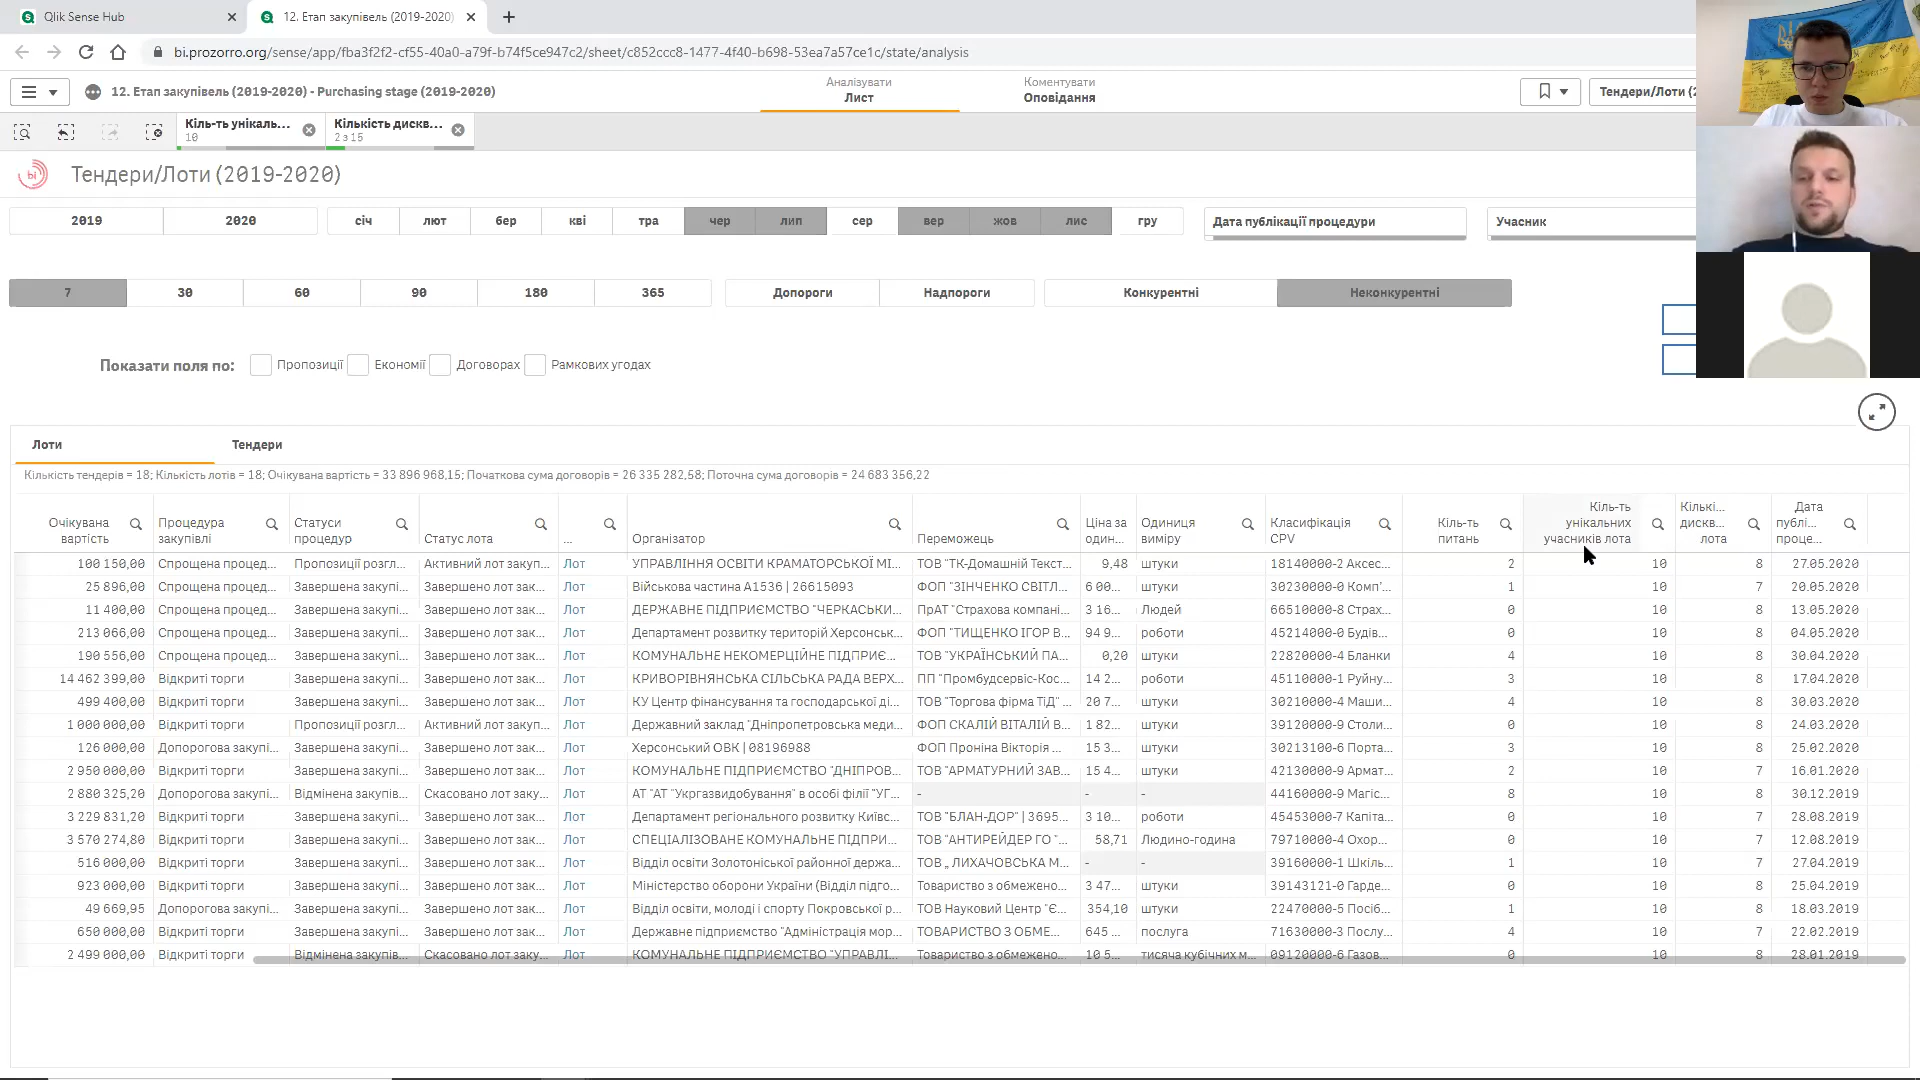 Qlik Sense Hub
12. Етап закупівель (2019-2020)
bi.prozorro.org/sense/app/fba3f2f2-cf55-40a0-a79f-b74f5ce947c2/sheet/c852ccc8-1477-4f40-b698-53ea7a57ce1c/state/analysis
12. Етап закупівель (2019-2020) - Purchasing stage (2019-2020)
Аналізувати
Лист
Коментувати
Оповідання
Тендери/Лоти (2
Кіль-ть унікаль...
10
Кількість дискв...
2 з 15
bi
Тендери/Лоти (2019-2020)
2019 2020 січ лют бер кві тра чер лип сер вер жов лис гру Дата публікації процедури Учасник
7 30 60 90 180 365 Допороги Надпороги Конкурентні Неконкурентні
Показати поля по: Пропозиції Економії Договорах Рамкових угодах
Лоти Тендери
Кількість тендерів = 18; Кількість лотів = 18; Очікувана вартість = 33 896 968,15; Початкова сума договорів = 26 335 282,58; Поточна сума договорів = 24 683 356,22
Очікувана вартість Процедура закупівлі Статуси процедур Статус лота ... Організатор Переможець Ціна за один... Одиниця виміру Класифікація CPV Кіль-ть питань Кіль-ть унікальних учасників лота Кількі... дискв... лота Дата публі... проце...
100 150,00 Спрощена процед... Пропозиції розгл... Активний лот закуп... Лот УПРАВЛІННЯ ОСВІТИ КРАМАТОРСЬКОЇ МІ... ТОВ "ТК-Домашній Текст... 9,48 штуки 18140000-2 Аксес... 2 10 8 27.05.2020
25 896,00 Спрощена процед... Завершена закупі... Завершено лот зак... Лот Військова частина А1536 | 26615093 ФОП "ЗІНЧЕНКО СВІТЛ... 6 00... штуки 30230000-0 Комп'... 1 10 7 20.05.2020
11 400,00 Спрощена процед... Завершена закупі... Завершено лот зак... Лот ДЕРЖАВНЕ ПІДПРИЄМСТВО "ЧЕРКАСЬКИ... ПрАТ "Страхова компані... 3 16... Людей 66510000-8 Страх... 0 10 8 13.05.2020
213 066,00 Спрощена процед... Завершена закупі... Завершено лот зак... Лот Департамент розвитку територій Херсонськ... ФОП "ТИЩЕНКО ІГОР В... 94 9... роботи 45214000-0 Будів... 0 10 8 04.05.2020
190 556,00 Спрощена процед... Завершена закупі... Завершено лот зак... Лот КОМУНАЛЬНЕ НЕКОМЕРЦІЙНЕ ПІДПРИЄ... ТОВ "УКРАЇНСЬКИЙ ПА... 0,20 штуки 22820000-4 Бланки 4 10 8 30.04.2020
14 462 399,00 Відкриті торги Завершена закупі... Завершено лот зак... Лот КРИВОРІВНЯНСЬКА СІЛЬСЬКА РАДА ВЕРХ... ПП "Промбудсервіс-Кос... 14 2... роботи 45110000-1 Руйну... 3 10 8 17.04.2020
499 400,00 Відкриті торги Завершена закупі... Завершено лот зак... Лот КУ Центр фінансування та господарської ді... ТОВ "Торгова фірма ТіД" ... 20 7... штуки 30210000-4 Маши... 4 10 8 30.03.2020
1 000 000,00 Відкриті торги Пропозиції розгл... Активний лот закуп... Лот Державний заклад "Дніпропетровська меди... ФОП СКАЛІЙ ВІТАЛІЙ В... 1 82... штуки 39120000-9 Столи... 0 10 8 24.03.2020
126 000,00 Допорогова закупі... Завершена закупі... Завершено лот зак... Лот Херсонський ОВК | 08196988 ФОП Проніна Вікторія ... 15 3... штуки 30213100-6 Порта... 3 10 8 25.02.2020
2 950 000,00 Відкриті торги Завершена закупі... Завершено лот зак... Лот КОМУНАЛЬНЕ ПІДПРИЄМСТВО "ДНІПРОВ... ТОВ "АРМАТУРНИЙ ЗАВ... 15 4... штуки 42130000-9 Армат... 2 10 7 16.01.2020
2 880 325,20 Допорогова закупі... Відмінена закупів... Скасовано лот заку... Лот АТ "АТ "Укргазвидобування" в особі філії "УГ... - - - 44160000-9 Магіс... 8 10 8 30.12.2019
3 229 831,20 Відкриті торги Завершена закупі... Завершено лот зак... Лот Департамент регіонального розвитку Київс... ТОВ "БЛАН-ДОР" | 3695... 3 10... роботи 45453000-7 Капіта... 0 10 7 28.08.2019
3 570 274,80 Відкриті торги Завершена закупі... Завершено лот зак... Лот СПЕЦІАЛІЗОВАНЕ КОМУНАЛЬНЕ ПІДПРИ... ТОВ "АНТИРЕЙДЕР ГО "... 58,71 Людино-година 79710000-4 Охор... 0 10 7 12.08.2019
516 000,00 Відкриті торги Завершена закупі... Завершено лот зак... Лот Відділ освіти Золотоніської районної держа... ТОВ „ ЛИХАЧОВСЬКА М... - - 39160000-1 Шкіль... 1 10 7 27.04.2019
923 000,00 Відкриті торги Завершена закупі... Завершено лот зак... Лот Міністерство оборони України (Відділ підго... Товариство з обмежено... 3 47... штуки 39143121-0 Гарде... 0 10 8 25.04.2019
49 669,95 Допорогова закупі... Завершена закупі... Завершено лот зак... Лот Відділ освіти, молоді і спорту Покровської р... ТОВ Науковий Центр "Є... 354,10 штуки 22470000-5 Посіб... 1 10 8 18.03.2019
650 000,00 Відкриті торги Завершена закупі... Завершено лот зак... Лот Державне підприємство "Адміністрація мор... ТОВАРИСТВО З ОБМЕ... 645 ... послуга 71630000-3 Послу... 4 10 7 22.02.2019
2 499 000,00 Відкриті торги Відмінена закупів... Скасовано лот заку... Лот КОМУНАЛЬНЕ ПІДПРИЄМСТВО "УПРАВЛІ... Товариство з обмежено... 10 5... тисяча кубічних м... 09120000-6 Газов... 0 10 8 28.01.2019